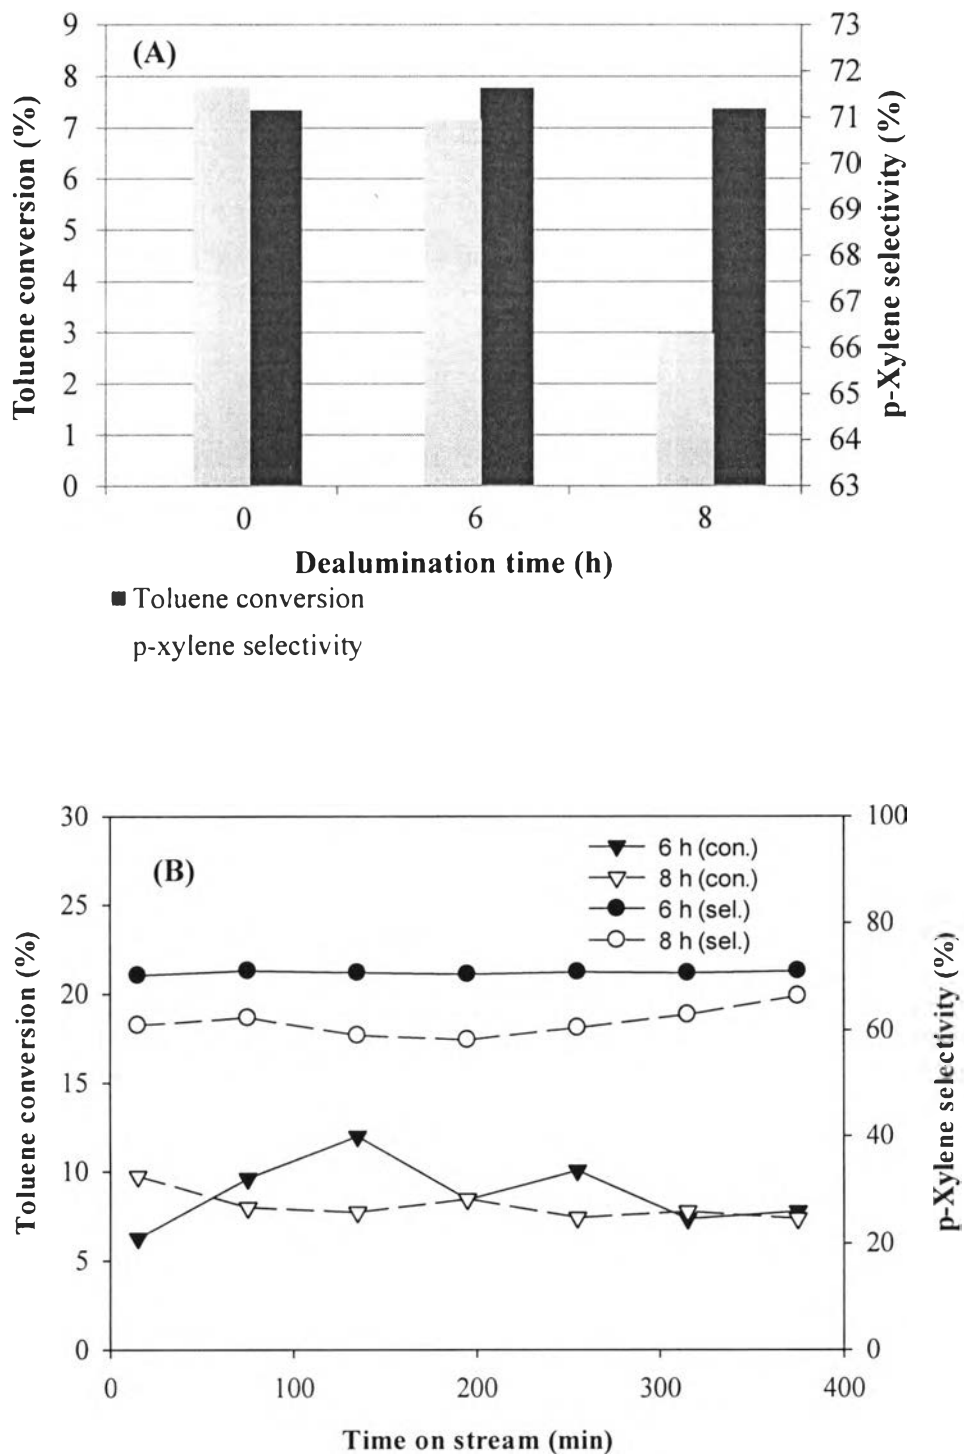 (A)
Toluene conversion (%)
9
8
7
6
5
4
3
2
1
0
73
72
71
70
69
68
67
66
65
64
63
p-Xylene selectivity (%)
0 6 8
Dealumination time (h)
Toluene conversion
p-xylene selectivity
(B)
Toluene conversion (%)
30
25
20
15
10
5
0
6 h (con.)
8 h (con.)
6 h (sel.)
8 h (sel.)
100
80
60
40
20
0
p-Xylene selectivity (%)
0 100 200 300 400
Time on stream (min)